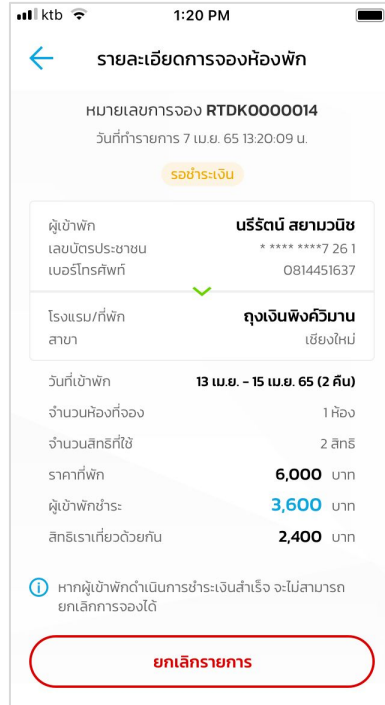 ktb 1:20 PM
รายละเอียดการจองห้องพัก
หมายเลขการจอง RTDK0000014
วันที่ทำรายการ 7 เม.ย. 65 13:20:09 น.
รอชำระเงิน
ผู้เข้าพัก นรีรัตน์ สยามวนิช
เลขบัตรประชาชน * **** ****7 26 1
เบอร์โทรศัพท์ 0814451637
โรงแรม/ที่พัก ถุงเงินพิงค์วิมาน
สาขา เชียงใหม่
วันที่เข้าพัก 13 เม.ย. - 15 เม.ย. 65 (2 คืน)
จำนวนห้องที่จอง 1 ห้อง
จำนวนสิทธิที่ใช้ 2 สิทธิ
ราคาที่พัก 6,000 บาท
ผู้เข้าพักชำระ 3,600 บาท
สิทธิเราเที่ยวด้วยกัน 2,400 บาท
หากผู้เข้าพักดำเนินการชำระเงินสำเร็จ จะไม่สามารถ
ยกเลิกการจองได้
ยกเลิกรายการ